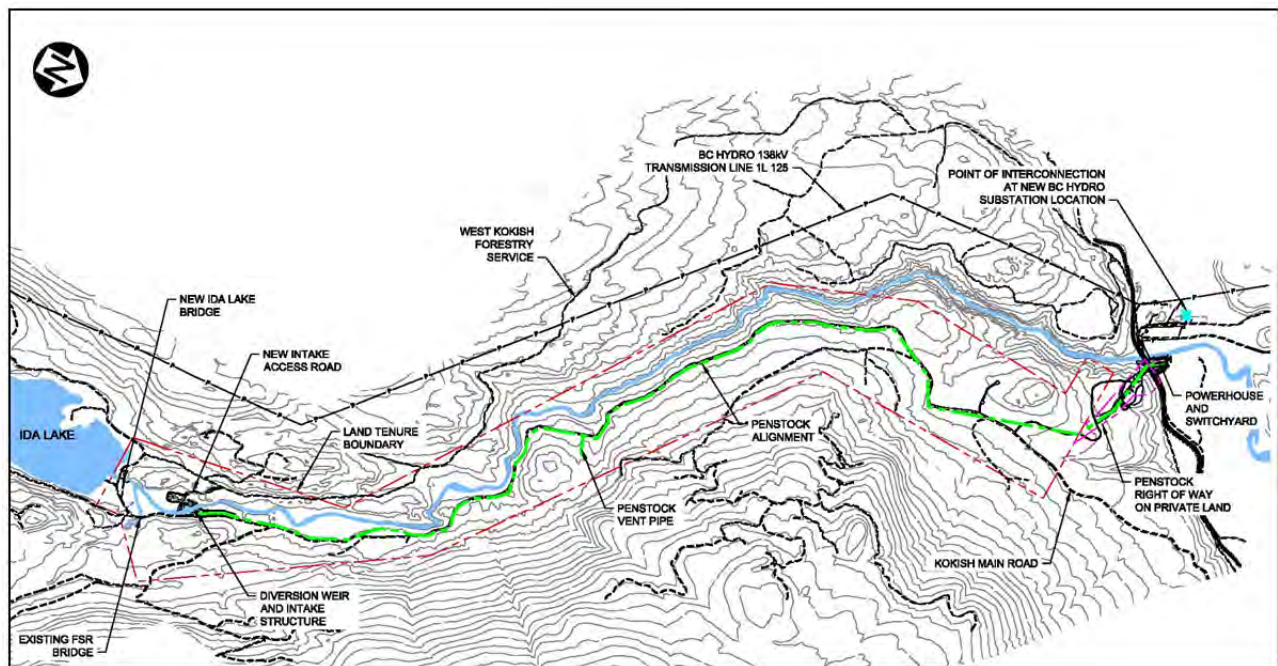 N
BC HYDRO 138kV
TRANSMISSION LINE 1L 125
POINT OF INTERCONNECTION
AT NEW BC HYDRO
SUBSTATION LOCATION
WEST KOKISH
FORESTRY
SERVICE
NEW IDA LAKE
BRIDGE
NEW INTAKE
ACCESS ROAD
IDA LAKE
LAND TENURE
BOUNDARY
PENSTOCK
ALIGNMENT
POWERHOUSE
AND
SWITCHYARD
PENSTOCK
VENT PIPE
PENSTOCK
RIGHT OF WAY
ON PRIVATE LAND
KOKISH MAIN ROAD
DIVERSION WEIR
AND INTAKE
STRUCTURE
EXISTING FSR
BRIDGE